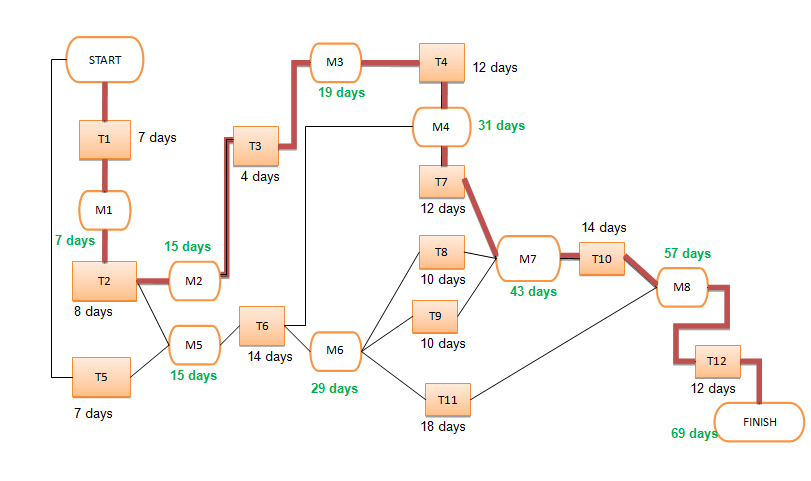 START
T1
7 days
M1
7 days
T2
8 days
T5
7 days
15 days
M2
M5
15 days
T3
4 days
T6
14 days
M3
19 days
M6
29 days
T4
12 days
M4
31 days
T7
12 days
T8
10 days
T9
10 days
T11
18 days
M7
43 days
14 days
T10
57 days
M8
T12
12 days
FINISH
69 days